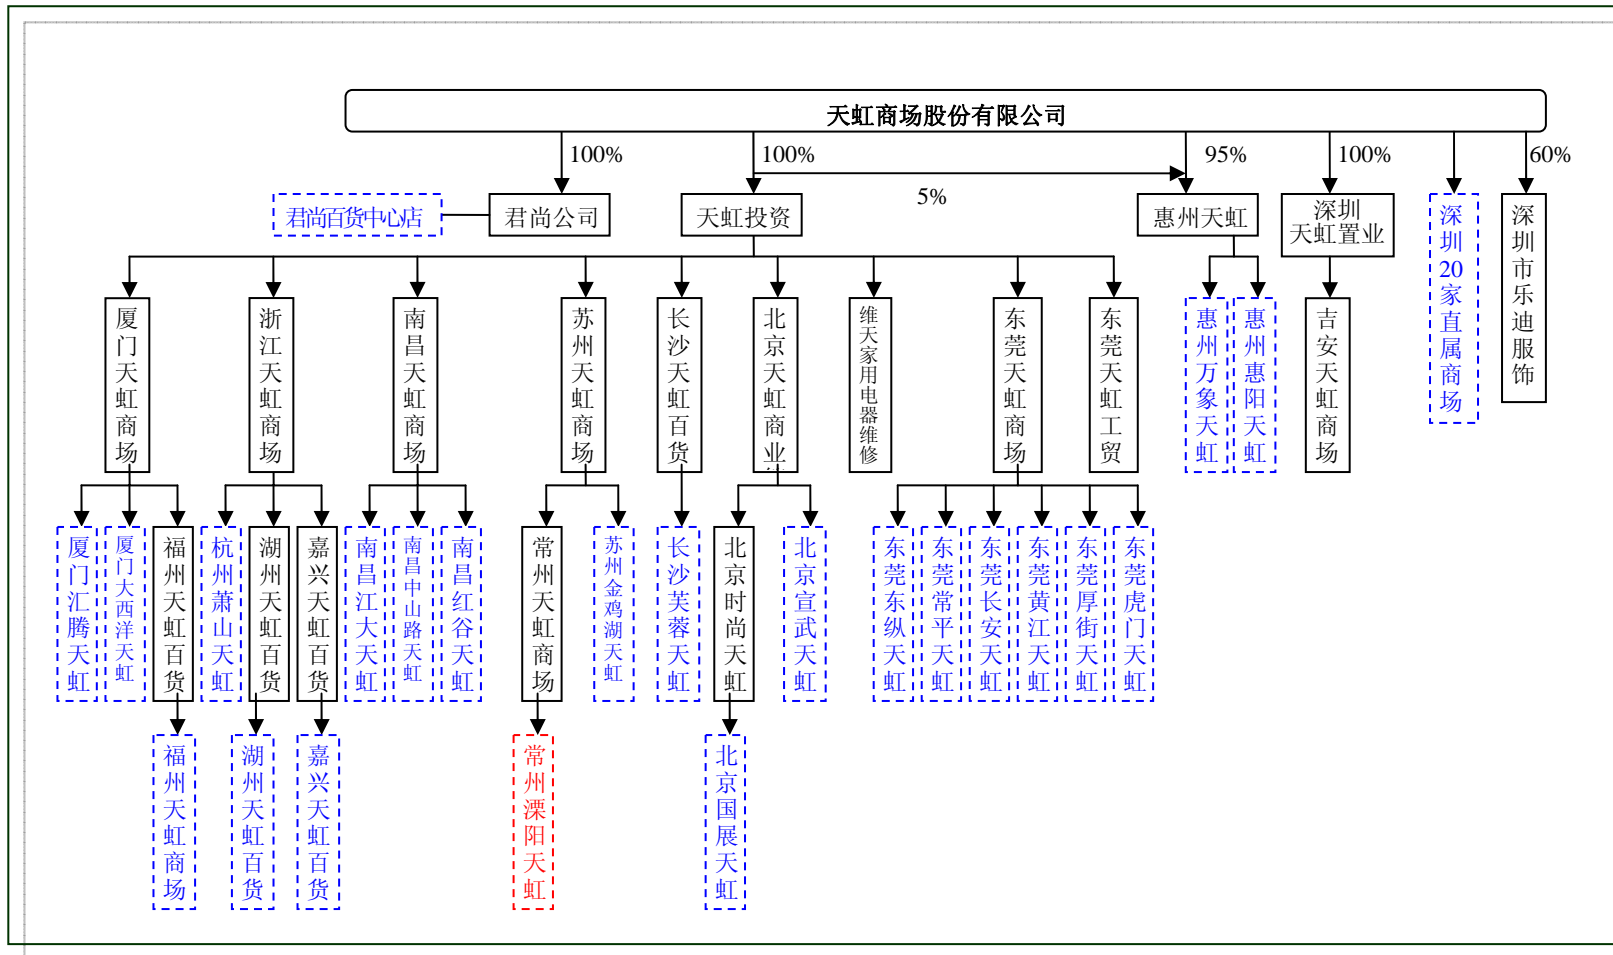 天虹商场股份有限公司
100%
100%
95%
100%
60%
5%
君尚百货中心店
君尚公司
天虹投资
惠州天虹
深圳
天虹置业
深圳20家直属商场
深圳市乐迪服饰
厦门天虹商场
浙江天虹商场
南昌天虹商场
苏州天虹商场
长沙天虹百货
北京天虹商业
维天家用电器维修
东莞天虹商场
东莞天虹工贸
惠州万象天虹
惠州惠阳天虹
吉安天虹商场
厦门汇腾天虹
厦门大西洋天虹
福州天虹百货
杭州萧山天虹
湖州天虹百货
嘉兴天虹百货
南昌江大天虹
南昌中山路天虹
南昌红谷天虹
常州天虹商场
苏州金鸡湖天虹
长沙芙蓉天虹
北京时尚天虹
北京宣武天虹
东莞东纵天虹
东莞常平天虹
东莞长安天虹
东莞黄江天虹
东莞厚街天虹
东莞虎门天虹
福州天虹商场
湖州天虹百货
嘉兴天虹百货
常州溧阳天虹
北京国展天虹